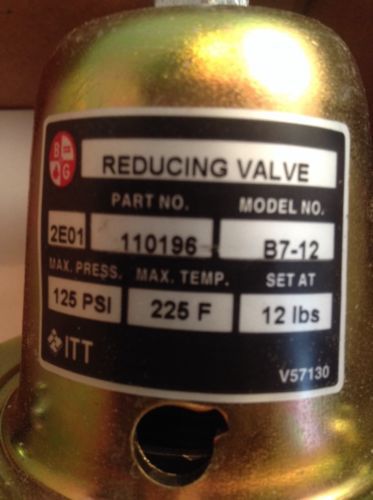 B G
REDUCING VALVE
PART NO. MODEL NO.
2E01 110196 B7-12
MAX. PRESS. MAX. TEMP. SET AT
125 PSI 225 F 12 lbs
ITT V57130